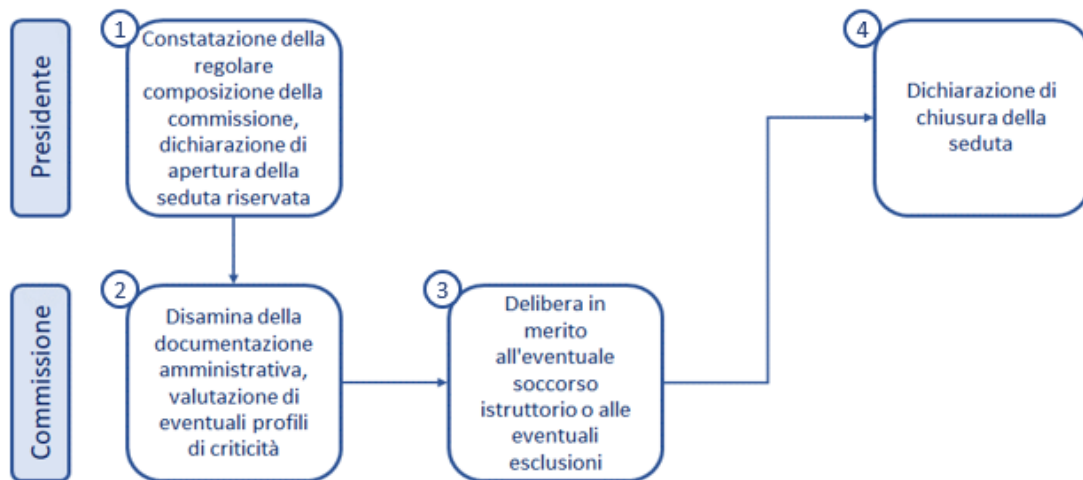 Presidente
1
Constatazione della
regolare
composizione della
commissione,
dichiarazione di
apertura della
seduta riservata
4
Dichiarazione di
chiusura della
seduta
Commissione
2
Disamina della
documentazione
amministrativa,
valutazione di
eventuali profili
di criticità
3
Delibera in
merito
all'eventuale
soccorso
istruttorio o alle
eventuali
esclusioni